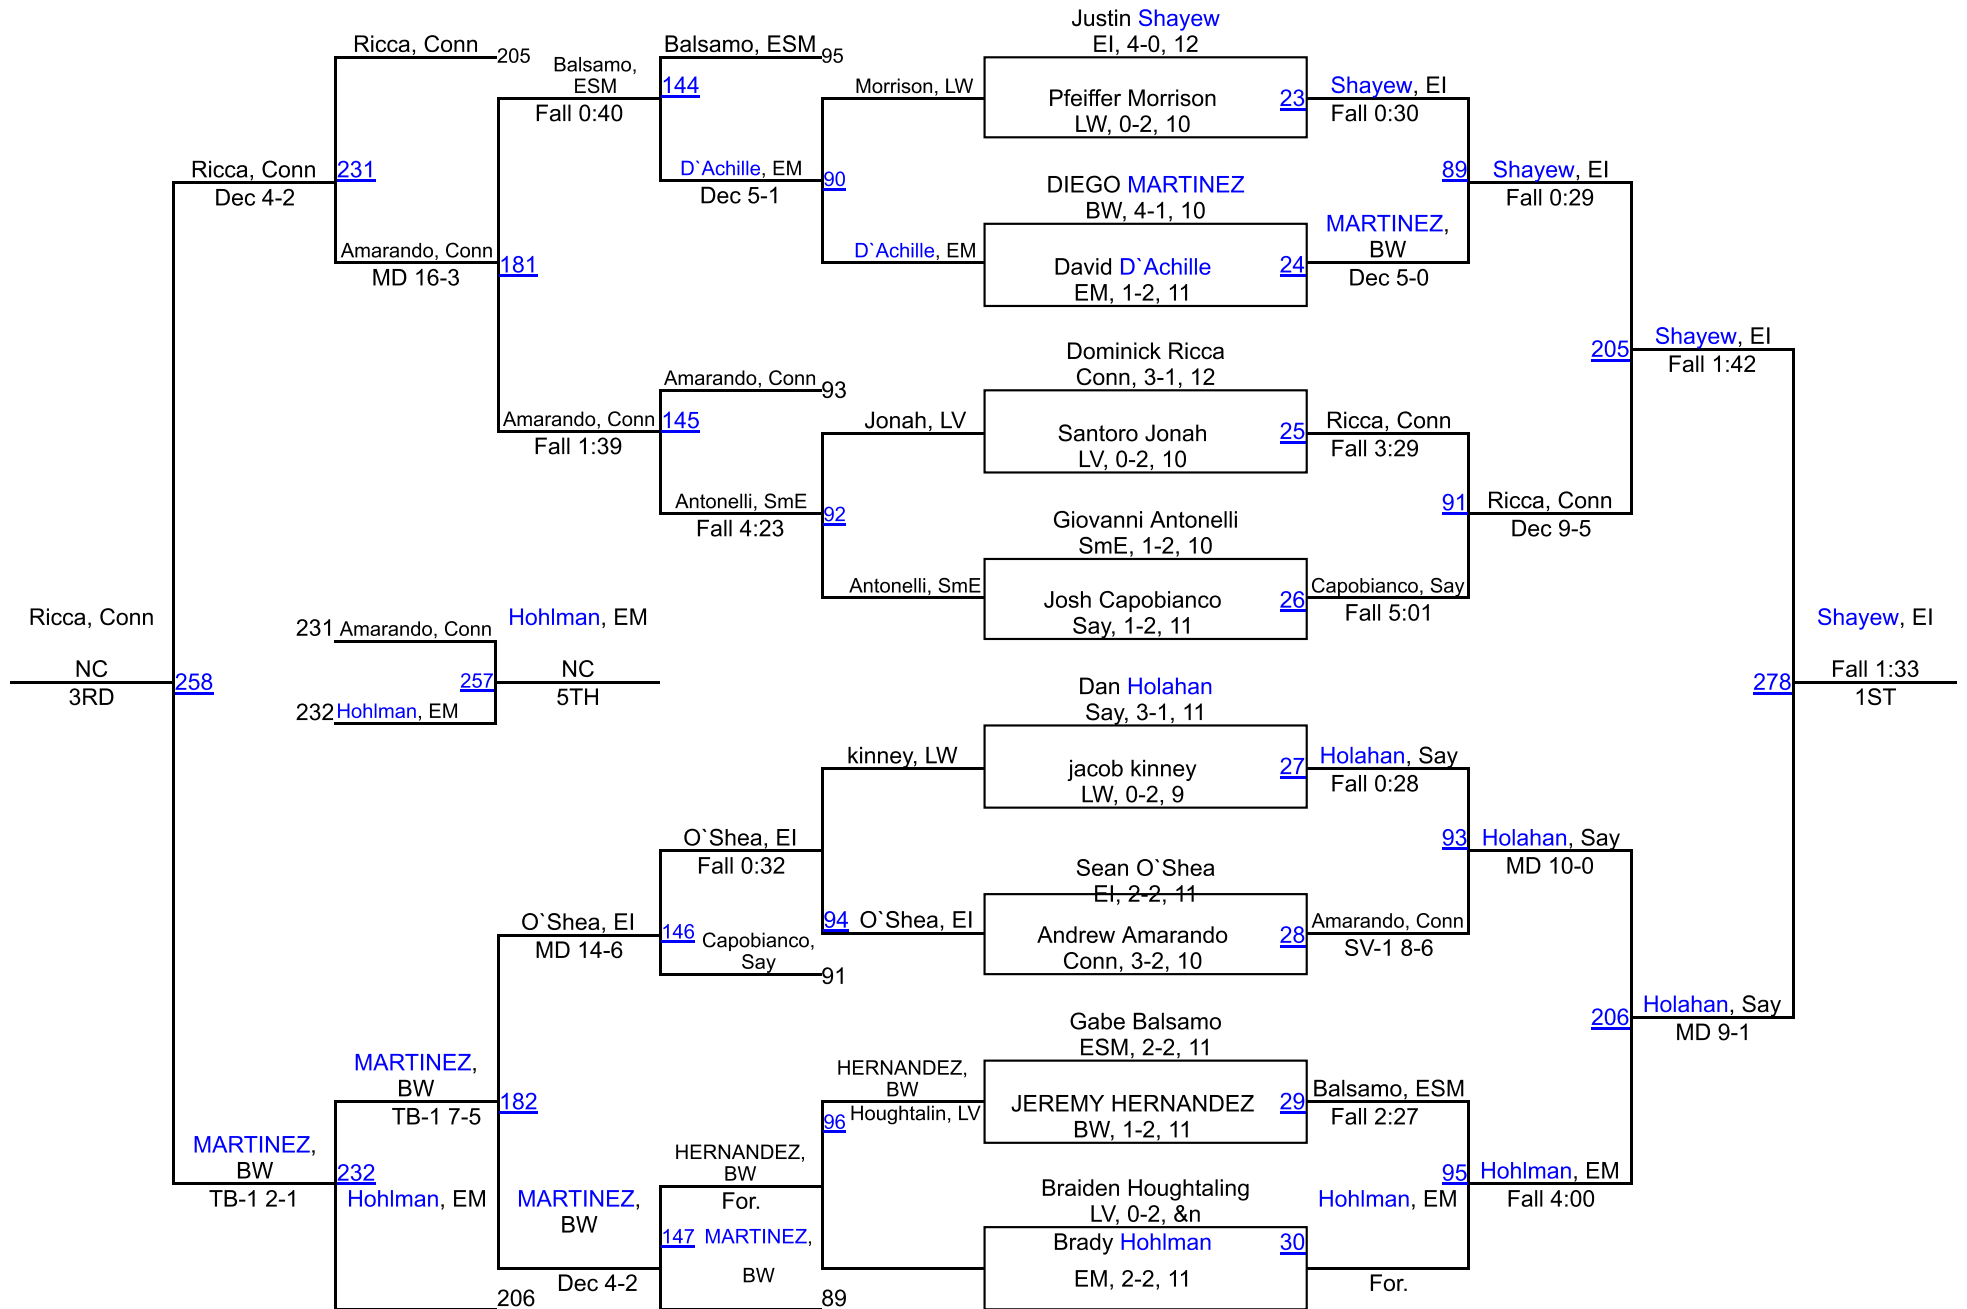 Justin Shayew
EI, 4-0, 12
Pfeiffer Morrison
LW, 0-2, 10
23
DIEGO MARTINEZ
BW, 4-1, 10
David D`Achille
EM, 1-2, 11
24
Dominick Ricca
Conn, 3-1, 12
Santoro Jonah
LV, 0-2, 10
25
Giovanni Antonelli
SmE, 1-2, 10
Josh Capobianco
Say, 1-2, 11
26
Dan Holahan
Say, 3-1, 11
jacob kinney
LW, 0-2, 9
27
Sean O`Shea
EI, 2-2, 11
Andrew Amarando
Conn, 3-2, 10
28
Gabe Balsamo
ESM, 2-2, 11
JEREMY HERNANDEZ
BW, 1-2, 11
29
Braiden Houghtaling
LV, 0-2, &n
Brady Hohlman
EM, 2-2, 11
30
Shayew, EI
Fall 0:30
89
MARTINEZ,
BW
Dec 5-0
Ricca, Conn
Fall 3:29
91
Capobianco, Say
Fall 5:01
Holahan, Say
Fall 0:28
93
Amarando, Conn
SV-1 8-6
Balsamo, ESM
Fall 2:27
95
Hohlman, EM
For.
Shayew, EI
Fall 0:29
205
Ricca, Conn
Dec 9-5
Holahan, Say
MD 10-0
206
Hohlman, EM
Fall 4:00
Shayew, EI
Fall 1:42
278
Holahan, Say
MD 9-1
Shayew, EI
Fall 1:33
1ST
Morrison, LW
90
D`Achille, EM
Jonah, LV
92
Antonelli, SmE
kinney, LW
94
O`Shea, EI
HERNANDEZ,
BW
96
Houghtalin, LV
Balsamo, ESM
95
144
D`Achille, EM
Dec 5-1
Amarando, Conn
93
145
Antonelli, SmE
Fall 4:23
O`Shea, EI
Fall 0:32
146
Capobianco,
Say
91
HERNANDEZ,
BW
For.
147
MARTINEZ,
BW
89
Balsamo,
ESM
Fall 0:40
181
Amarando, Conn
Fall 1:39
O`Shea, EI
MD 14-6
182
MARTINEZ,
BW
Dec 4-2
Ricca, Conn
205
231
Amarando, Conn
MD 16-3
MARTINEZ,
BW
TB-1 7-5
232
Hohlman, EM
206
Ricca, Conn
Dec 4-2
258
MARTINEZ,
BW
TB-1 2-1
Ricca, Conn
NC
3RD
231
Amarando, Conn
257
232
Hohlman, EM
Hohlman, EM
NC
5TH